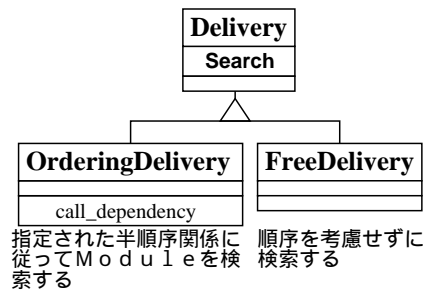 Delivery
Search
OrderingDelivery
call_dependency
FreeDelivery
指定された半順序関係に
従ってＭｏｄｕｌｅを検
索する
順序を考慮せずに
検索する